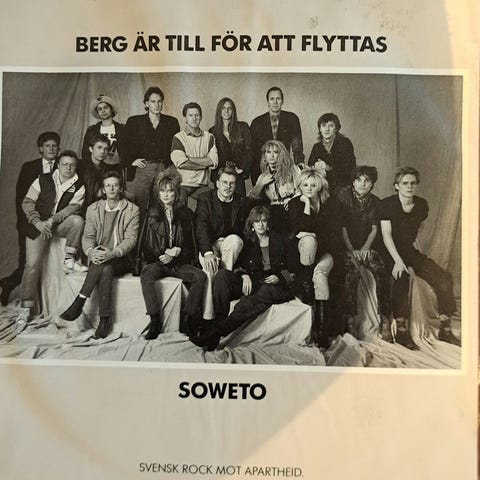 BERG ÄR TILL FÖR ATT FLYTTAS
SOWETO
SVENSK ROCK MOT APARTHEID.